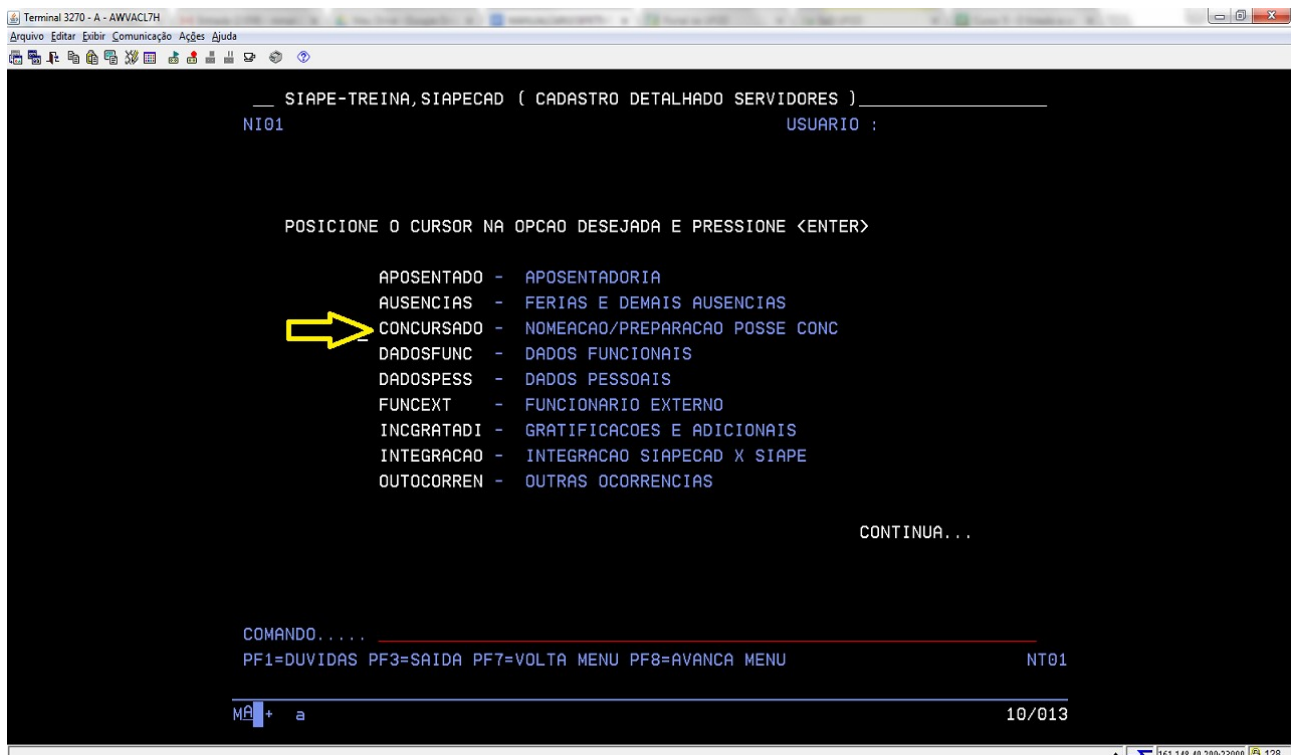 Terminal 3270 - A - AWVACL7H
Arquivo Editar Exibir Comunicação Ações Ajuda
__ SIAPE-TREINA,SIAPECAD ( CADASTRO DETALHADO SERVIDORES )__________________
NI01 USUARIO :
POSICIONE O CURSOR NA OPCAO DESEJADA E PRESSIONE <ENTER>
APOSENTADO - APOSENTADORIA
AUSENCIAS - FERIAS E DEMAIS AUSENCIAS
CONCURSADO - NOMEACAO/PREPARACAO POSSE CONC
DADOSFUNC - DADOS FUNCIONAIS
DADOSPESS - DADOS PESSOAIS
FUNCEXT - FUNCIONARIO EXTERNO
INCGRATADI - GRATIFICACOES E ADICIONAIS
INTEGRACAO - INTEGRACAO SIAPECAD X SIAPE
OUTOCORREN - OUTRAS OCORRENCIAS
CONTINUA...
COMANDO.....
PF1=DUVIDAS PF3=SAIDA PF7=VOLTA MENU PF8=AVANCA MENU NT01
MA + a 10/013